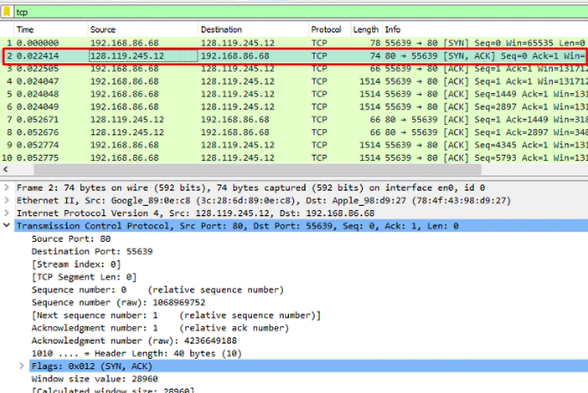 tcp
Time Source Destination Protocol Length Info
1 0.000000 192.168.86.68 128.119.245.12 TCP 78 55639 → 80 [SYN] Seq=0 Win=65535 Len=0
2 0.022414 128.119.245.12 192.168.86.68 TCP 74 80 → 55639 [SYN, ACK] Seq=0 Ack=1 Win=
3 0.022505 192.168.86.68 128.119.245.12 TCP 66 55639 → 80 [ACK] Seq=1 Ack=1 Win=13171
4 0.024047 192.168.86.68 128.119.245.12 TCP 1514 55639 → 80 [ACK] Seq=1 Ack=1 Win=131712
5 0.024048 192.168.86.68 128.119.245.12 TCP 1514 55639 → 80 [ACK] Seq=1449 Ack=1 Win=131
6 0.024049 192.168.86.68 128.119.245.12 TCP 1514 55639 → 80 [ACK] Seq=2897 Ack=1 Win=131
7 0.052671 128.119.245.12 192.168.86.68 TCP 66 80 → 55639 [ACK] Seq=1 Ack=1449 Win=318
8 0.052676 128.119.245.12 192.168.86.68 TCP 66 80 → 55639 [ACK] Seq=1 Ack=2897 Win=348
9 0.052774 192.168.86.68 128.119.245.12 TCP 1514 55639 → 80 [ACK] Seq=4345 Ack=1 Win=131
10 0.052775 192.168.86.68 128.119.245.12 TCP 1514 55639 → 80 [ACK] Seq=5793 Ack=1 Win=131
Frame 2: 74 bytes on wire (592 bits), 74 bytes captured (592 bits) on interface en0, id 0
Ethernet II, Src: Google_89:0e:c8 (3c:28:6d:89:0e:c8), Dst: Apple_98:d9:27 (78:4f:43:98:d9:27)
Internet Protocol Version 4, Src: 128.119.245.12, Dst: 192.168.86.68
Transmission Control Protocol, Src Port: 80, Dst Port: 55639, Seq: 0, Ack: 1, Len: 0
Source Port: 80
Destination Port: 55639
[Stream index: 0]
[TCP Segment Len: 0]
Sequence number: 0 (relative sequence number)
Sequence number (raw): 1068969752
[Next sequence number: 1 (relative sequence number)]
Acknowledgment number: 1 (relative ack number)
Acknowledgment number (raw): 4236649188
1010 .... = Header Length: 40 bytes (10)
Flags: 0x012 (SYN, ACK)
Window size value: 28960
[Calculated window size: 28960]